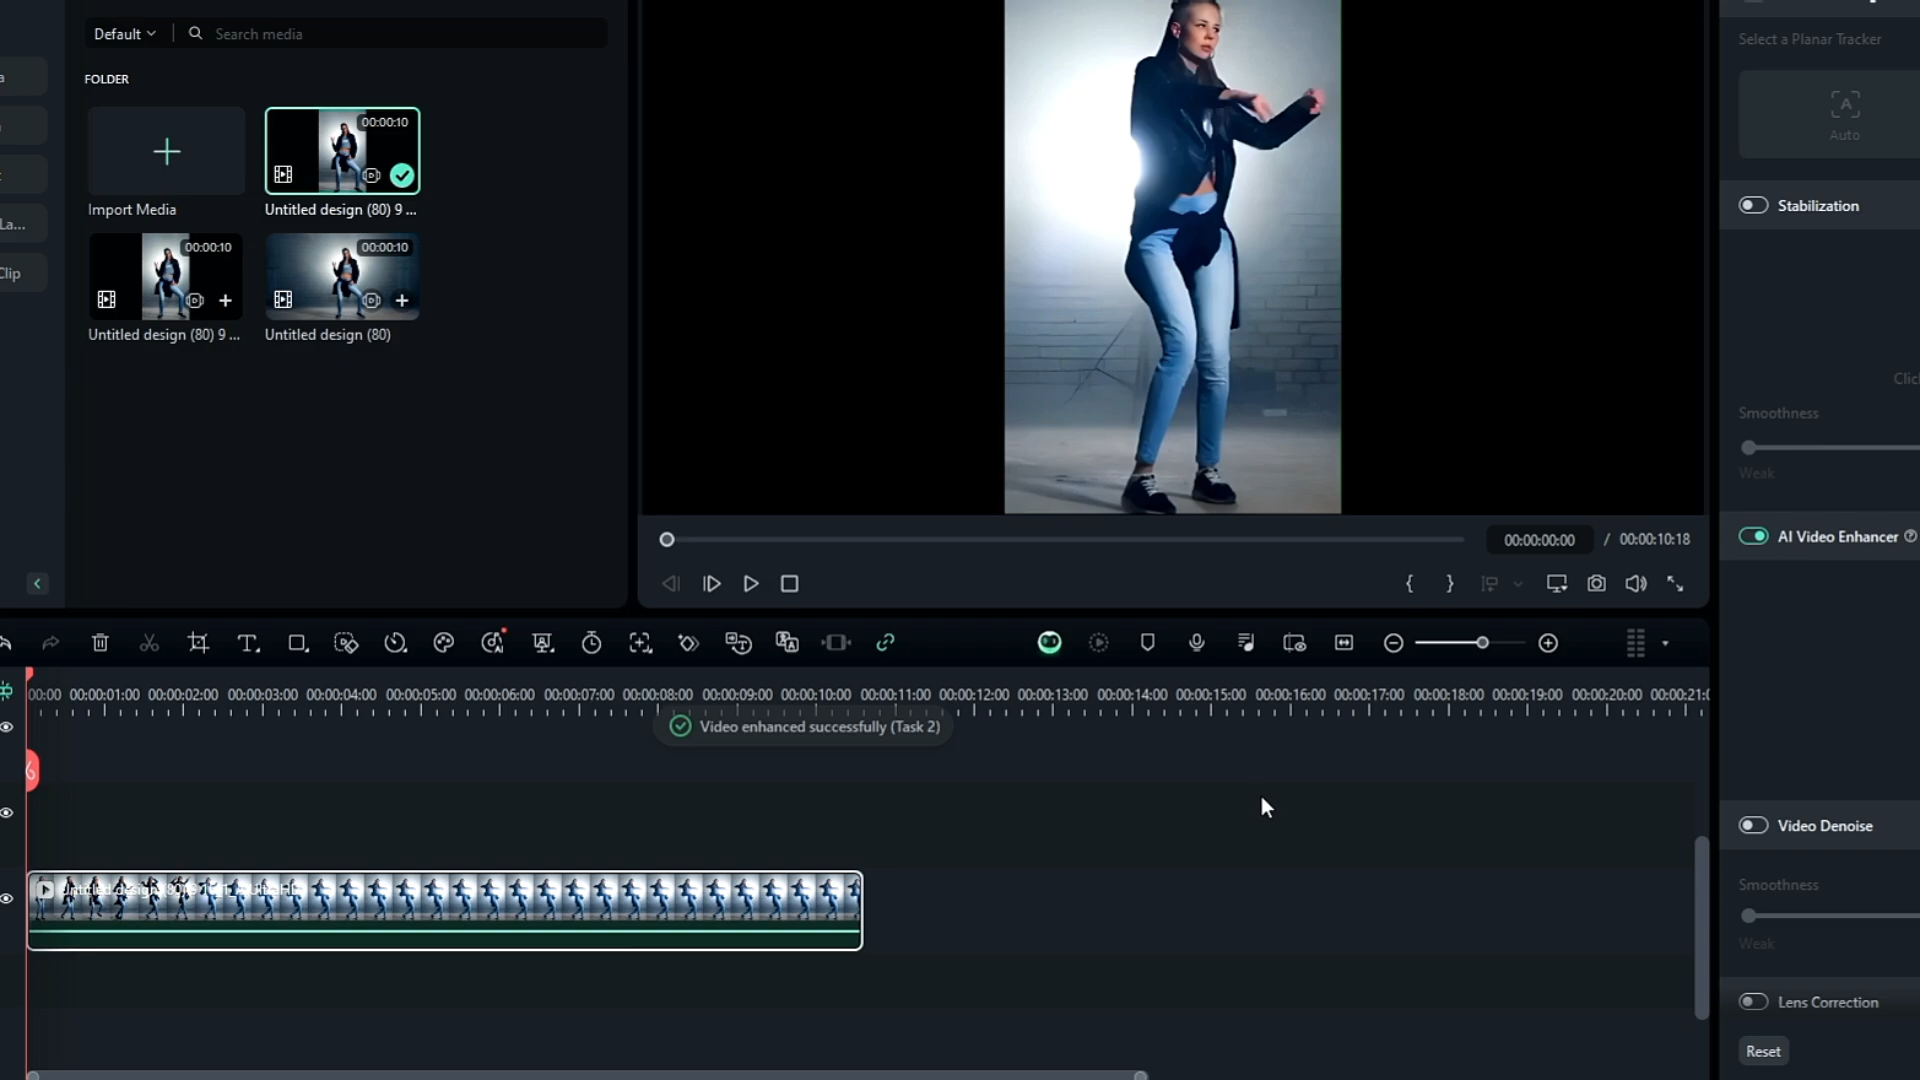 Default
Search media
Select a Planar Tracker
FOLDER
00:00:10
Auto
Import Media
Untitled design (80) 9 ...
Stabilization
La...
00:00:10
00:00:10
Clip
Untitled design (80) 9 ...
Untitled design (80)
Clic
Smoothness
Weak
00:00:00:00 / 00:00:10:18
AI Video Enhancer
00:00 00:00:01:00 00:00:02:00 00:00:03:00 00:00:04:00 00:00:05:00 00:00:06:00 00:00:07:00 00:00:08:00 00:00:09:00 00:00:10:00 00:00:11:00 00:00:12:00 00:00:13:00 00:00:14:00 00:00:15:00 00:00:16:00 00:00:17:00 00:00:18:00 00:00:19:00 00:00:20:00 00:00:21:0
Video enhanced successfully (Task 2)
Video Denoise
Smoothness
Weak
Lens Correction
Reset